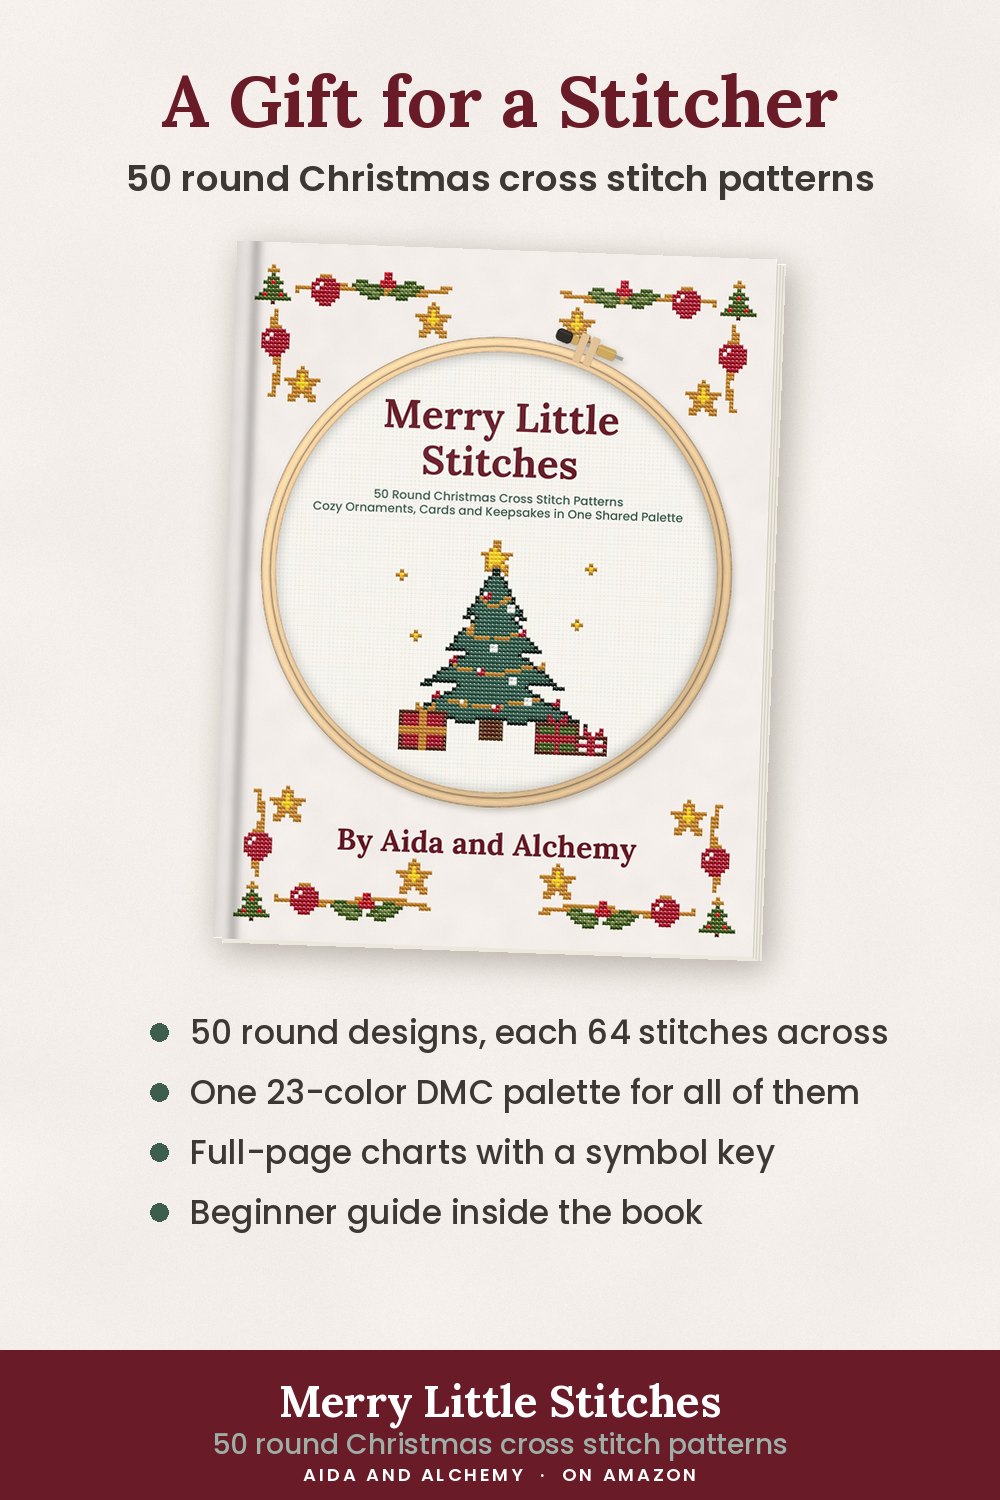 A Gift for a Stitcher
50 round Christmas cross stitch patterns
Merry Little
Stitches
50 Round Christmas Cross Stitch Patterns
Cozy Ornaments, Cards and Keepsakes in One Shared Palette
By Aida and Alchemy
50 round designs, each 64 stitches across
One 23-color DMC palette for all of them
Full-page charts with a symbol key
Beginner guide inside the book
Merry Little Stitches
50 round Christmas cross stitch patterns
AIDA AND ALCHEMY · ON AMAZON